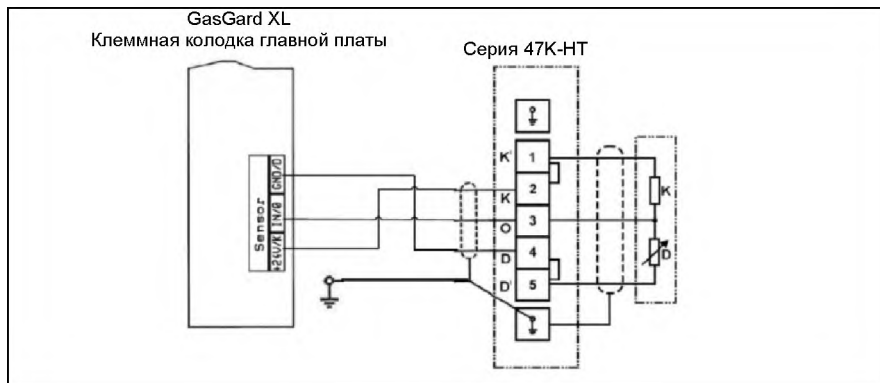 GasGard XL
Клеммная колодка главной платы
Серия 47K-HT
Sensor
+24V/K
IN/0
GND/D
K'
1
K
2
O
3
D
4
D'
5
K
D